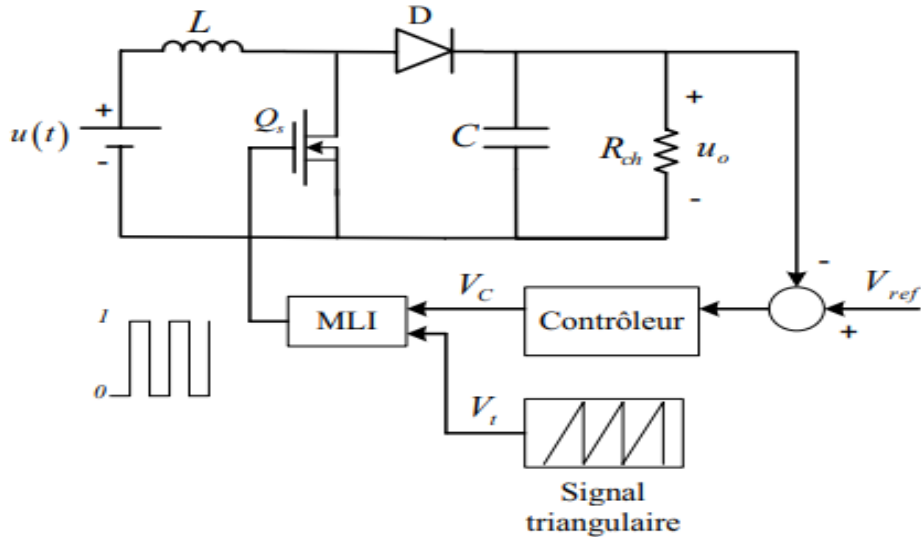 L
D
+
u(t)
-
Q_s
C
R_ch
+
u_o
-
-
V_C
V_ref
+
1
0
MLI
Contrôleur
V_t
Signal
triangulaire